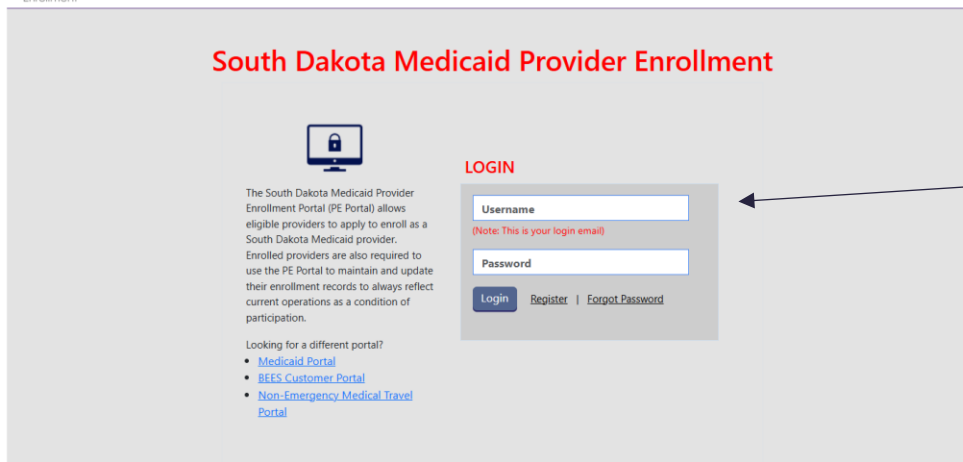 Enrollment
South Dakota Medicaid Provider Enrollment
The South Dakota Medicaid Provider
Enrollment Portal (PE Portal) allows
eligible providers to apply to enroll as a
South Dakota Medicaid provider.
Enrolled providers are also required to
use the PE Portal to maintain and update
their enrollment records to always reflect
current operations as a condition of
participation.
Looking for a different portal?
• Medicaid Portal
• BEES Customer Portal
• Non-Emergency Medical Travel
Portal
LOGIN
Username
(Note: This is your login email)
Password
Login Register | Forgot Password